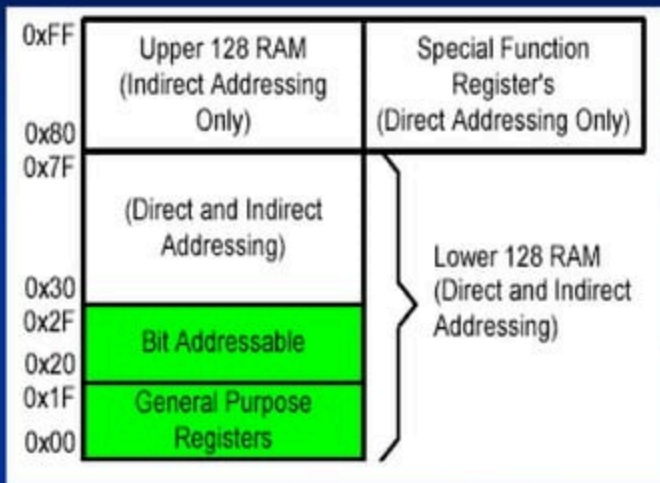 0xFF
Upper 128 RAM
(Indirect Addressing
Only)
Special Function
Register's
(Direct Addressing Only)
0x80
0x7F
(Direct and Indirect
Addressing)
Lower 128 RAM
(Direct and Indirect
Addressing)
0x30
0x2F
Bit Addressable
0x20
0x1F
General Purpose
Registers
0x00